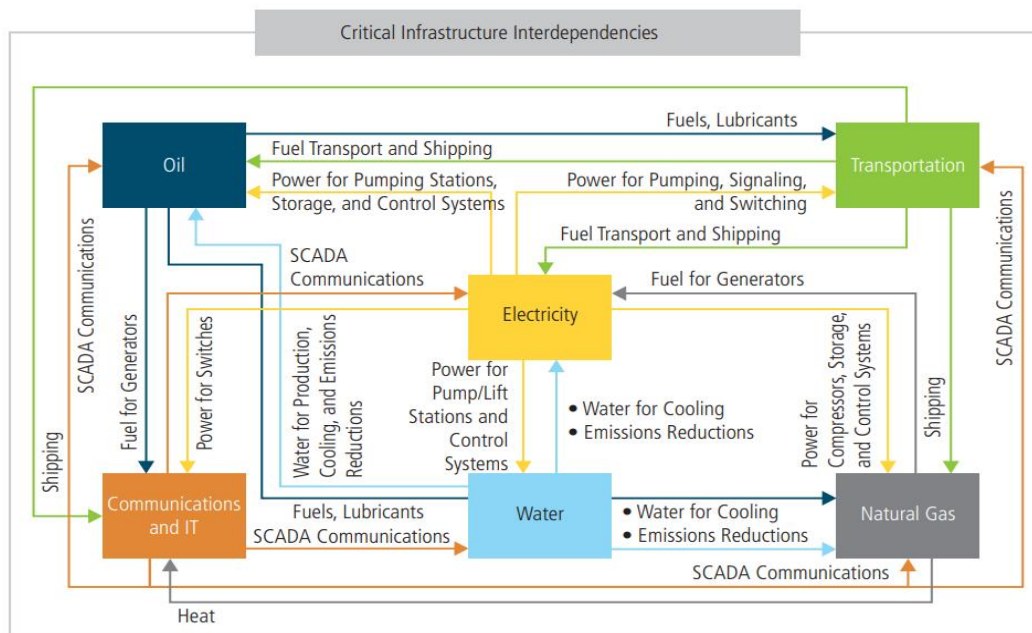 Critical Infrastructure Interdependencies
Fuels, Lubricants
Oil
Fuel Transport and Shipping
Transportation
Power for Pumping Stations,
Storage, and Control Systems
Power for Pumping, Signaling,
and Switching
Fuel Transport and Shipping
SCADA
Communications
Fuel for Generators
Electricity
SCADA Communications
Fuel for Generators
Power for Switches
Water for Production,
Cooling, and Emissions
Reductions
Power for
Pump/Lift
Stations and
Control
Systems
• Water for Cooling
• Emissions Reductions
Power for
Compressors, Storage,
and Control Systems
Shipping
SCADA Communications
Shipping
Communications
and IT
Fuels, Lubricants
SCADA Communications
Water
• Water for Cooling
• Emissions Reductions
Natural Gas
SCADA Communications
Heat